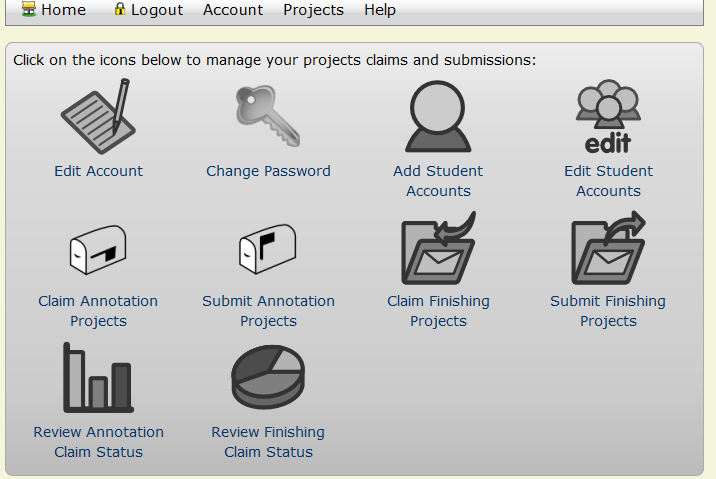 Home Logout Account Projects Help
Click on the icons below to manage your projects claims and submissions:
edit
Edit Account Change Password Add Student Edit Student
Accounts Accounts
Claim Annotation Submit Annotation Claim Finishing Submit Finishing
Projects Projects Projects Projects
Review Annotation Review Finishing
Claim Status Claim Status